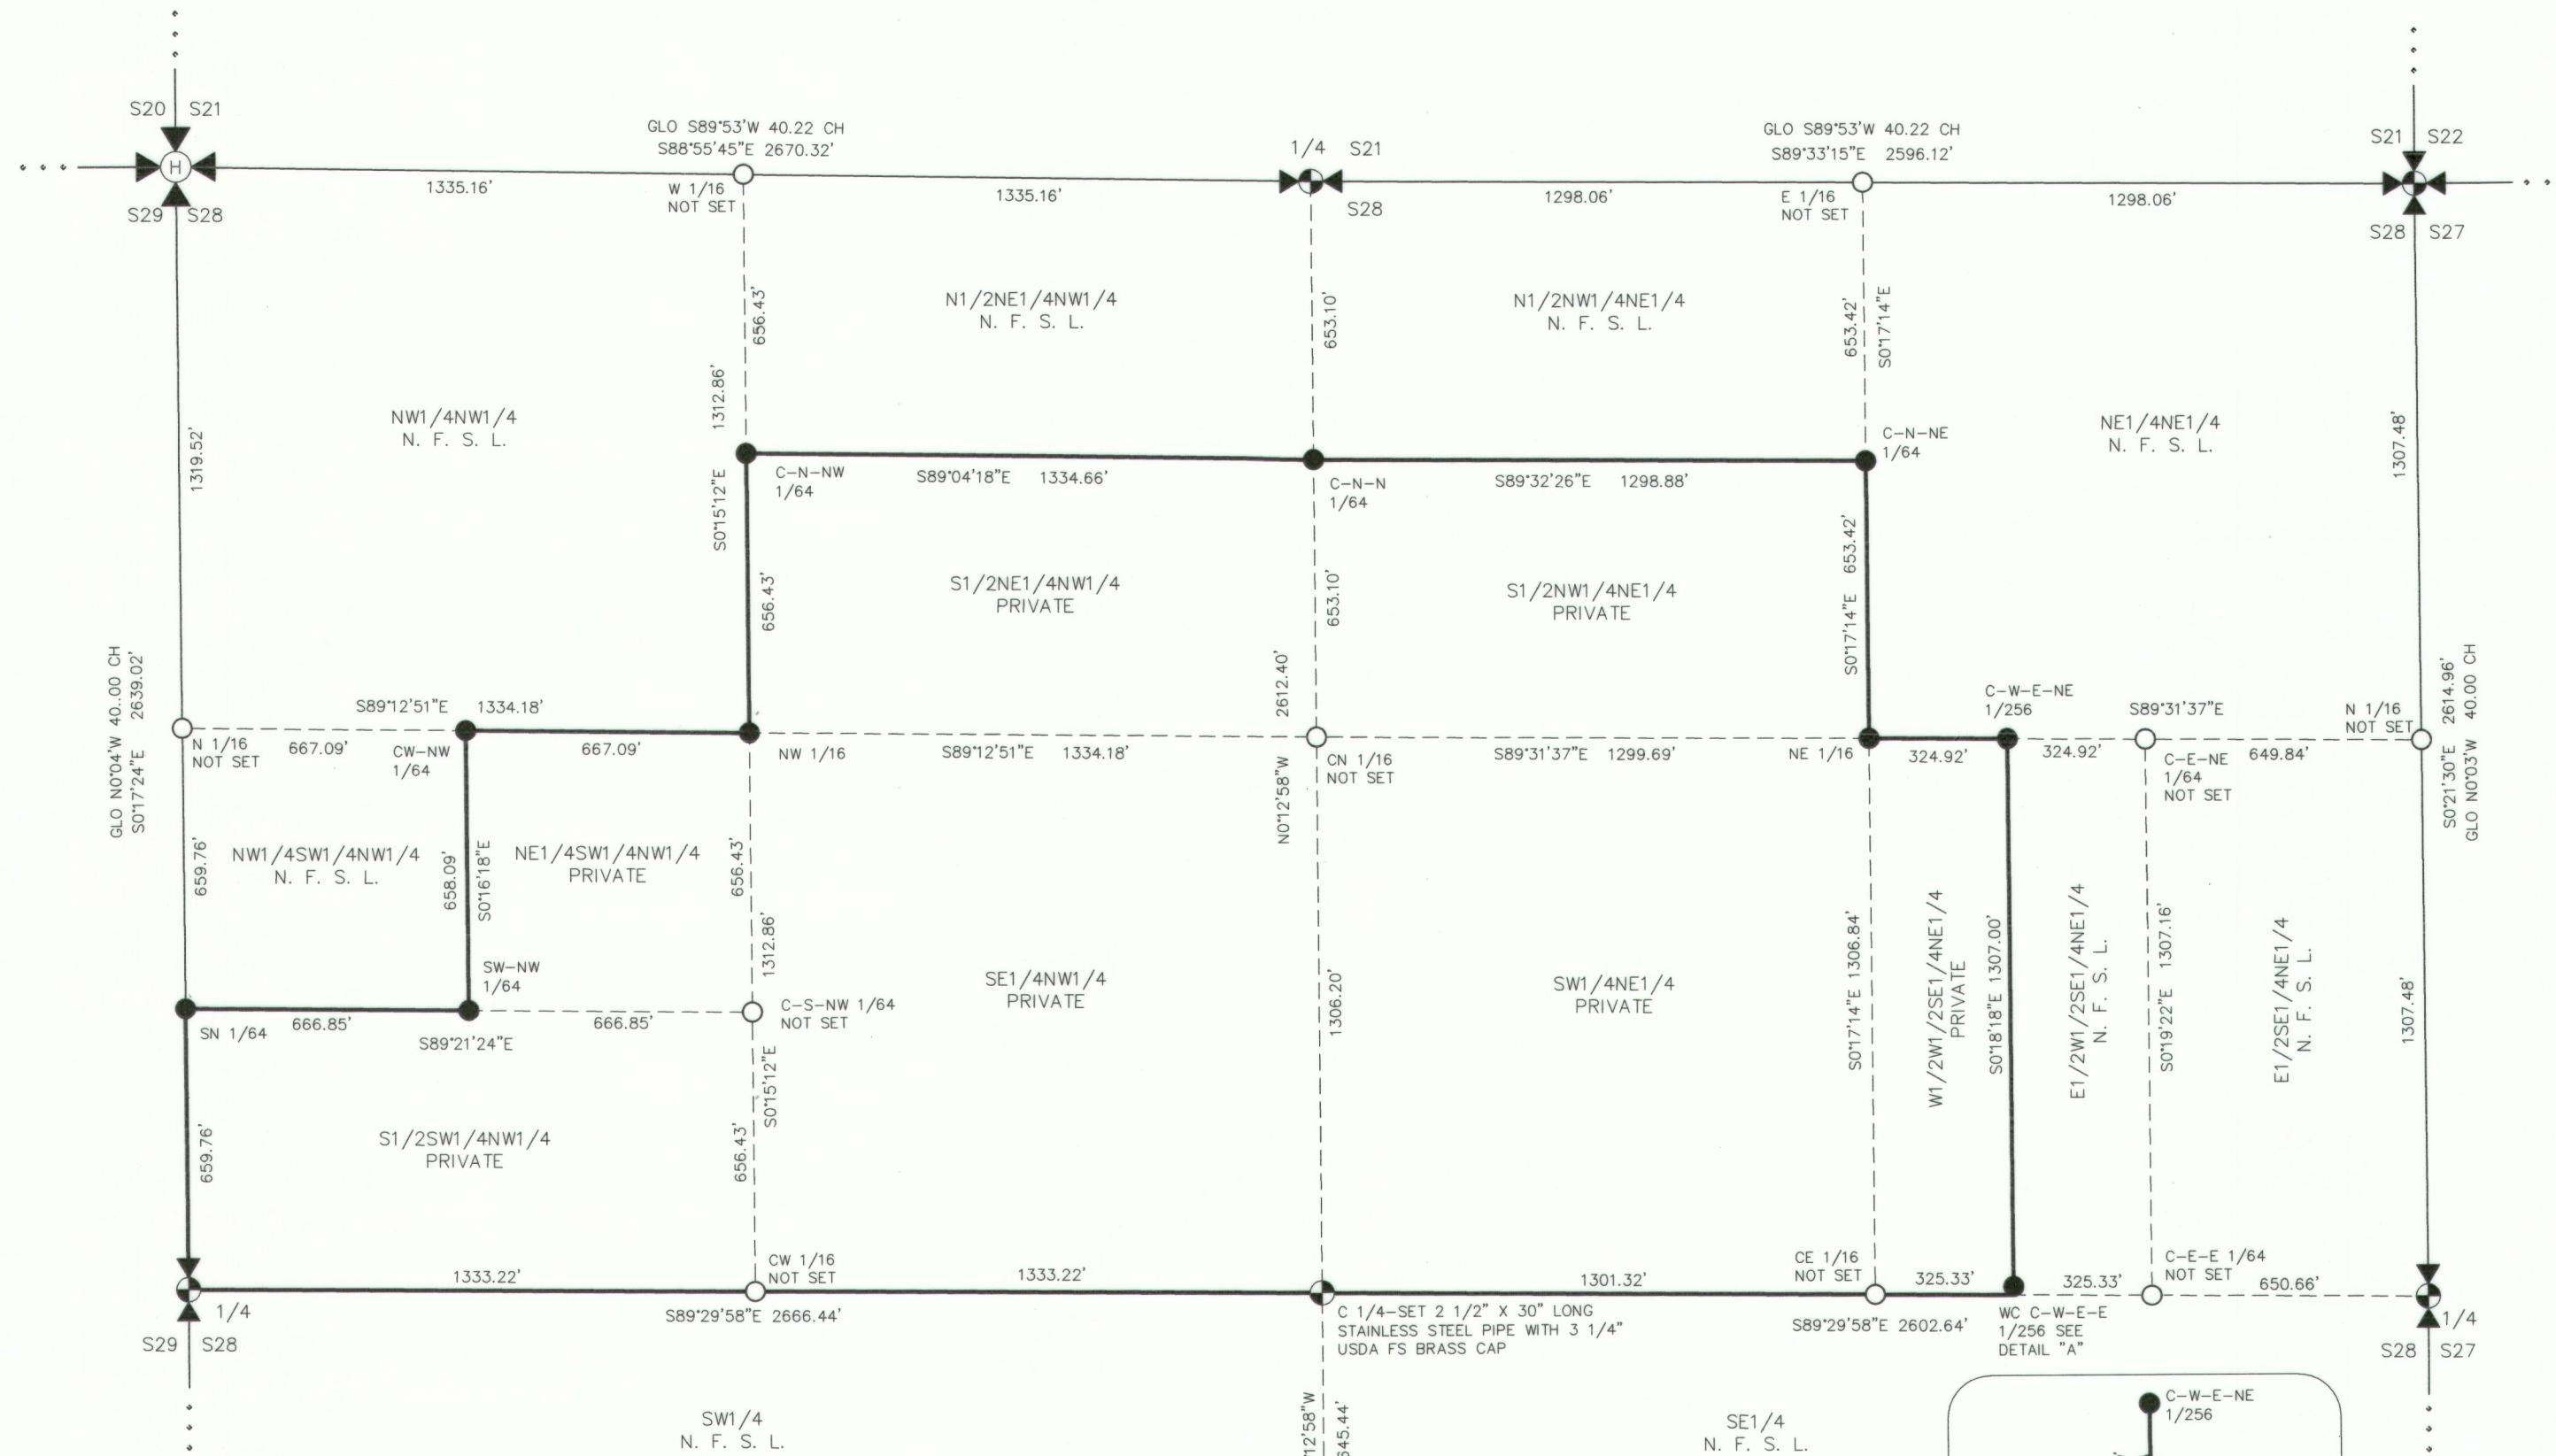 S20 S21
GLO S89°53'W 40.22 CH
S88°55'45"E 2670.32'
1/4 S21
GLO S89°53'W 40.22 CH
S89°33'15"E 2596.12'
S21 S22
H
1335.16'
W 1/16
NOT SET
1335.16'
S28
1298.06'
E 1/16
NOT SET
1298.06'
S29 S28
S28 S27
656.43'
N1/2NE1/4NW1/4
N. F. S. L.
653.10'
N1/2NW1/4NE1/4
N. F. S. L.
653.42'
S0°17'14"E
1312.86'
NW1/4NW1/4
N. F. S. L.
1319.52'
NE1/4NE1/4
N. F. S. L.
1307.48'
C-N-NW
1/64
S89°04'18"E 1334.66'
C-N-N
1/64
S89°32'26"E 1298.88'
C-N-NE
1/64
S0°15'12"E
656.43'
S1/2NE1/4NW1/4
PRIVATE
653.10'
S1/2NW1/4NE1/4
PRIVATE
S0°17'14"E 653.42'
GLO N0°04'W 40.00 CH
S0°17'24"E 2639.02'
S89°12'51"E 1334.18'
2612.40'
C-W-E-NE
1/256
S89°31'37"E
N 1/16
NOT SET
S0°21'30"E 2614.96'
GLO N0°03'W 40.00 CH
N 1/16
NOT SET
667.09'
CW-NW
1/64
667.09'
NW 1/16
S89°12'51"E 1334.18'
N0°12'58"W
CN 1/16
NOT SET
S89°31'37"E 1299.69'
NE 1/16
324.92'
324.92'
C-E-NE
1/64
NOT SET
649.84'
659.76'
NW1/4SW1/4NW1/4
N. F. S. L.
658.09'
S0°16'18"E
NE1/4SW1/4NW1/4
PRIVATE
656.43'
1312.86'
SW-NW
1/64
SE1/4NW1/4
PRIVATE
1306.20'
SW1/4NE1/4
PRIVATE
S0°17'14"E 1306.84'
W1/2W1/2SE1/4NE1/4
PRIVATE
S0°18'18"E 1307.00'
E1/2W1/2SE1/4NE1/4
N. F. S. L.
S0°19'22"E 1307.16'
E1/2SE1/4NE1/4
N. F. S. L.
1307.48'
SN 1/64
666.85'
S89°21'24"E
666.85'
C-S-NW 1/64
NOT SET
S0°15'12"E
659.76'
S1/2SW1/4NW1/4
PRIVATE
656.43'
1333.22'
CW 1/16
NOT SET
1333.22'
1301.32'
CE 1/16
NOT SET
325.33'
325.33'
C-E-E 1/64
NOT SET
650.66'
1/4
S29 S28
S89°29'58"E 2666.44'
C 1/4-SET 2 1/2" X 30" LONG
STAINLESS STEEL PIPE WITH 3 1/4"
USDA FS BRASS CAP
S89°29'58"E 2602.64'
WC C-W-E-E
1/256 SEE
DETAIL "A"
1/4
S28 S27
SW1/4
N. F. S. L.
12'58"W
345.44'
SE1/4
N. F. S. L.
C-W-E-NE
1/256